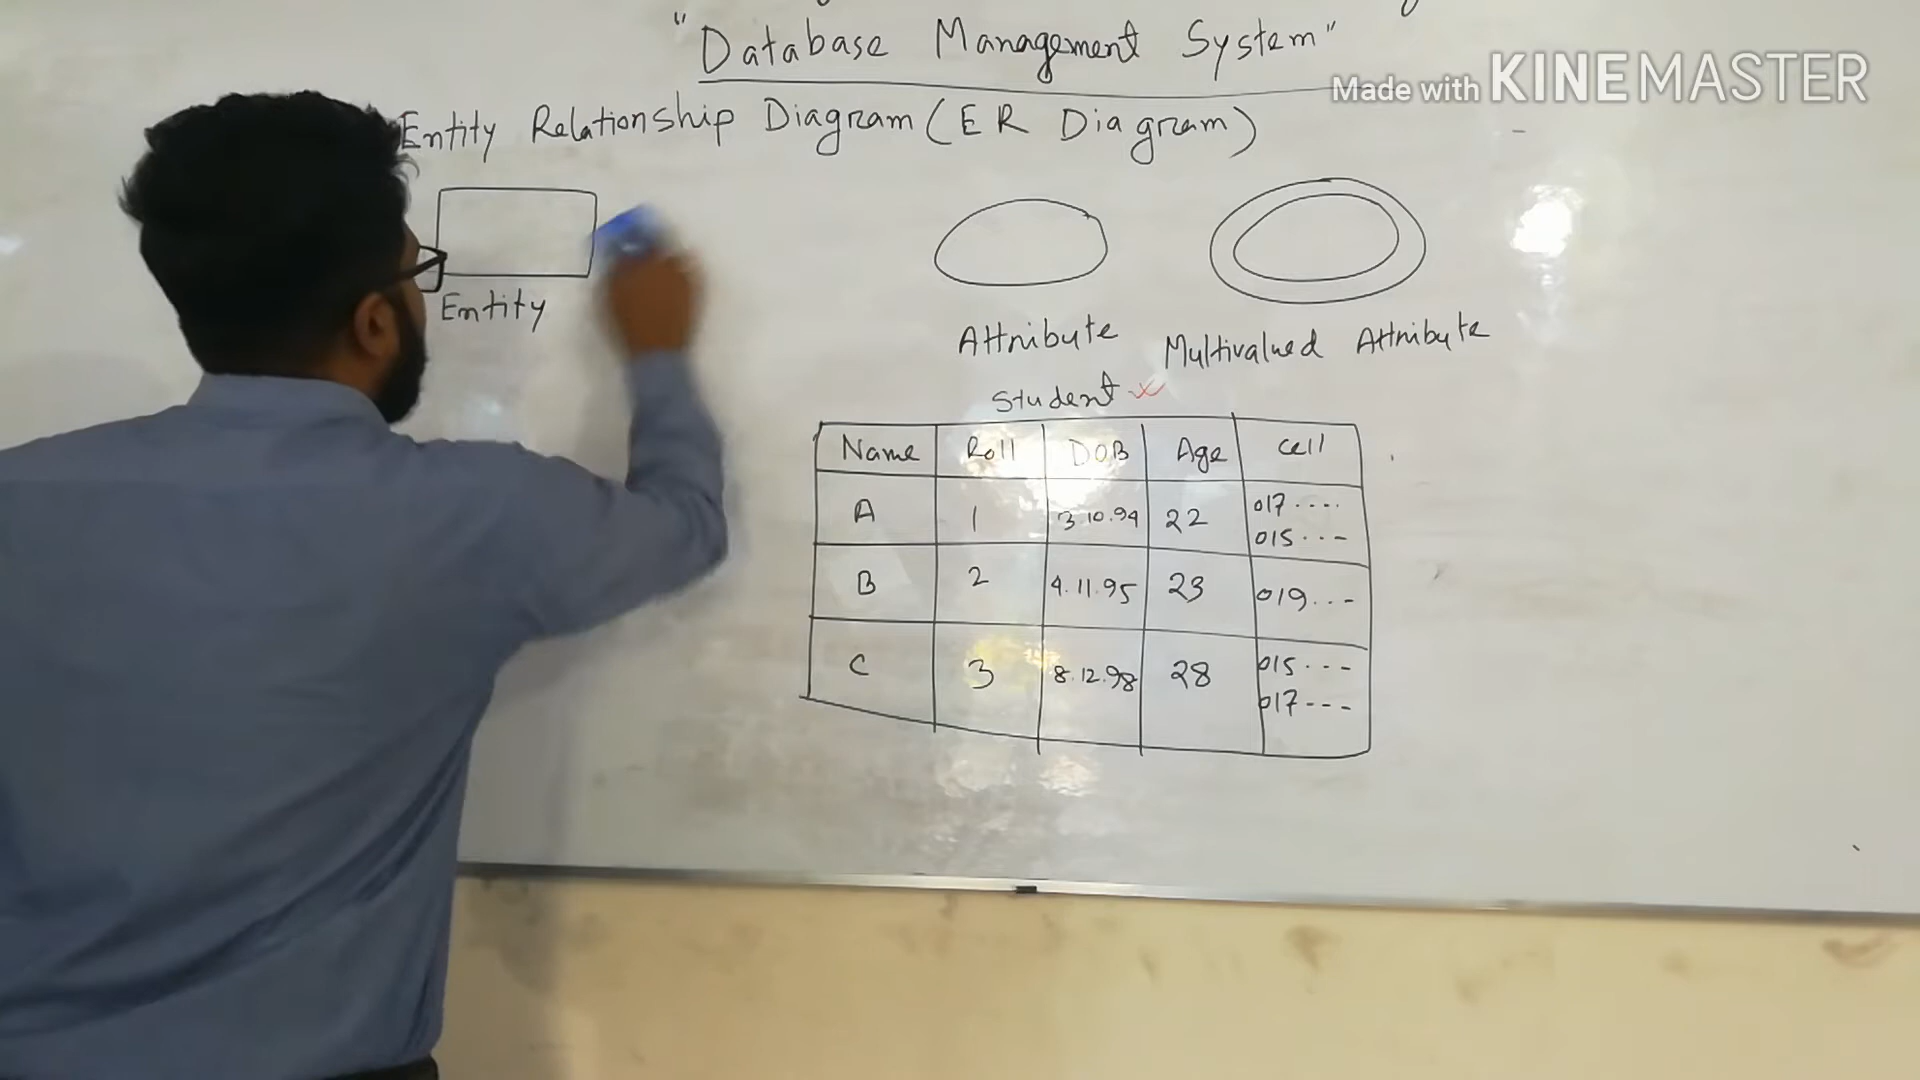 "Database Management System"
Made with KINEMASTER
Entity Relationship Diagram (ER Diagram)
Entity
Attribute
Multivalued Attribute
Student
Name Roll DOB Age Cell
A 1 3.10.94 22 017....
015...-
B 2 4.11.95 23 019...-
C 3 8.12.98 28 015---
017---